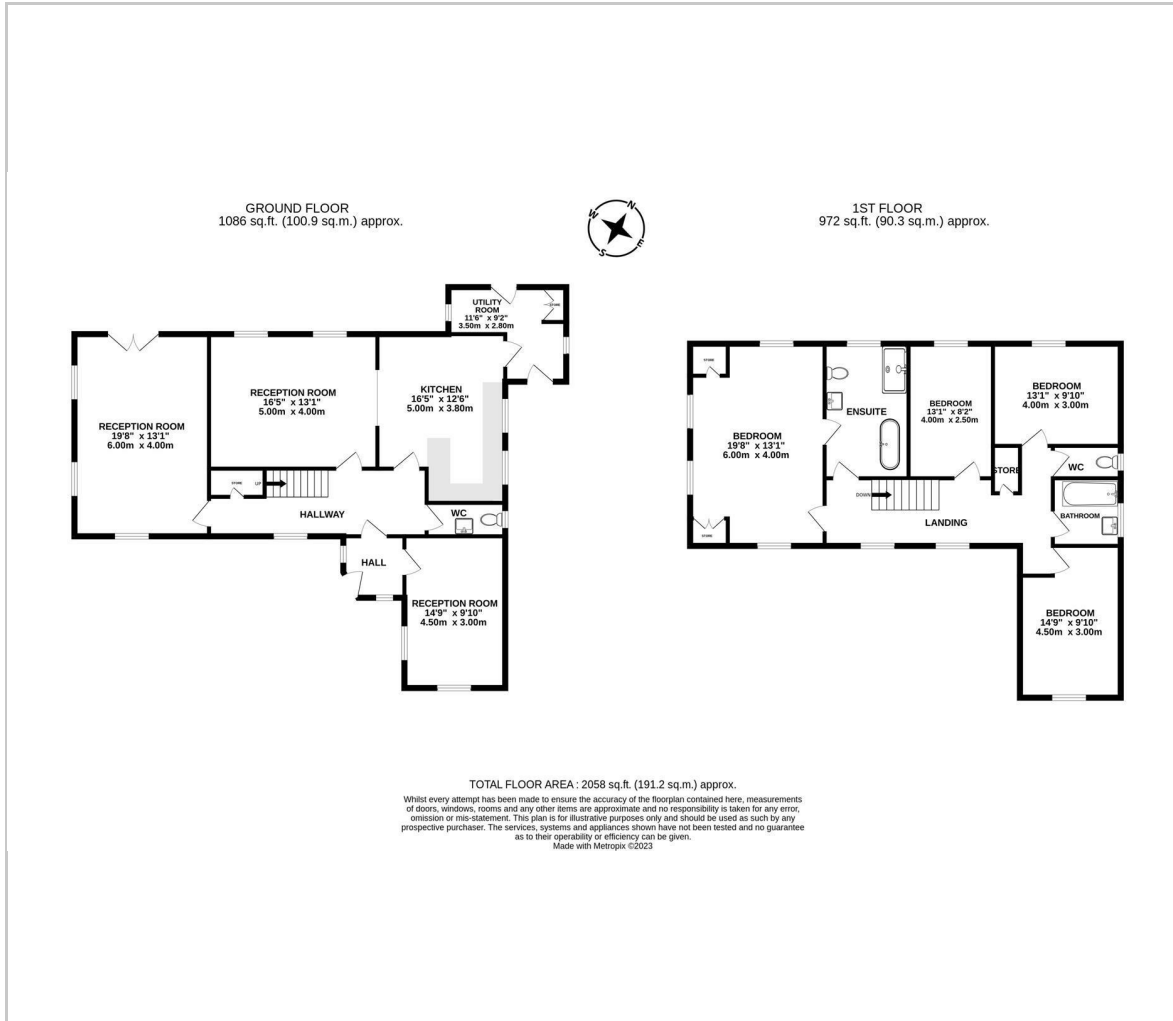 GROUND FLOOR
1086 sq.ft. (100.9 sq.m.) approx.
N
W
E
S
1ST FLOOR
972 sq.ft. (90.3 sq.m.) approx.
UTILITY
ROOM
11'6" x 9'2"
3.50m x 2.80m
STORE
RECEPTION ROOM
19'8" x 13'1"
6.00m x 4.00m
RECEPTION ROOM
16'5" x 13'1"
5.00m x 4.00m
KITCHEN
16'5" x 12'6"
5.00m x 3.80m
STORE
UP
HALLWAY
WC
HALL
RECEPTION ROOM
14'9" x 9'10"
4.50m x 3.00m
STORE
BEDROOM
19'8" x 13'1"
6.00m x 4.00m
STORE
ENSUITE
BEDROOM
13'1" x 8'2"
4.00m x 2.50m
BEDROOM
13'1" x 9'10"
4.00m x 3.00m
STORE
WC
DOWN
LANDING
BATHROOM
BEDROOM
14'9" x 9'10"
4.50m x 3.00m
TOTAL FLOOR AREA : 2058 sq.ft. (191.2 sq.m.) approx.
Whilst every attempt has been made to ensure the accuracy of the floorplan contained here, measurements
of doors, windows, rooms and any other items are approximate and no responsibility is taken for any error,
omission or mis-statement. This plan is for illustrative purposes only and should be used as such by any
prospective purchaser. The services, systems and appliances shown have not been tested and no guarantee
as to their operability or efficiency can be given.
Made with Metropix ©2023